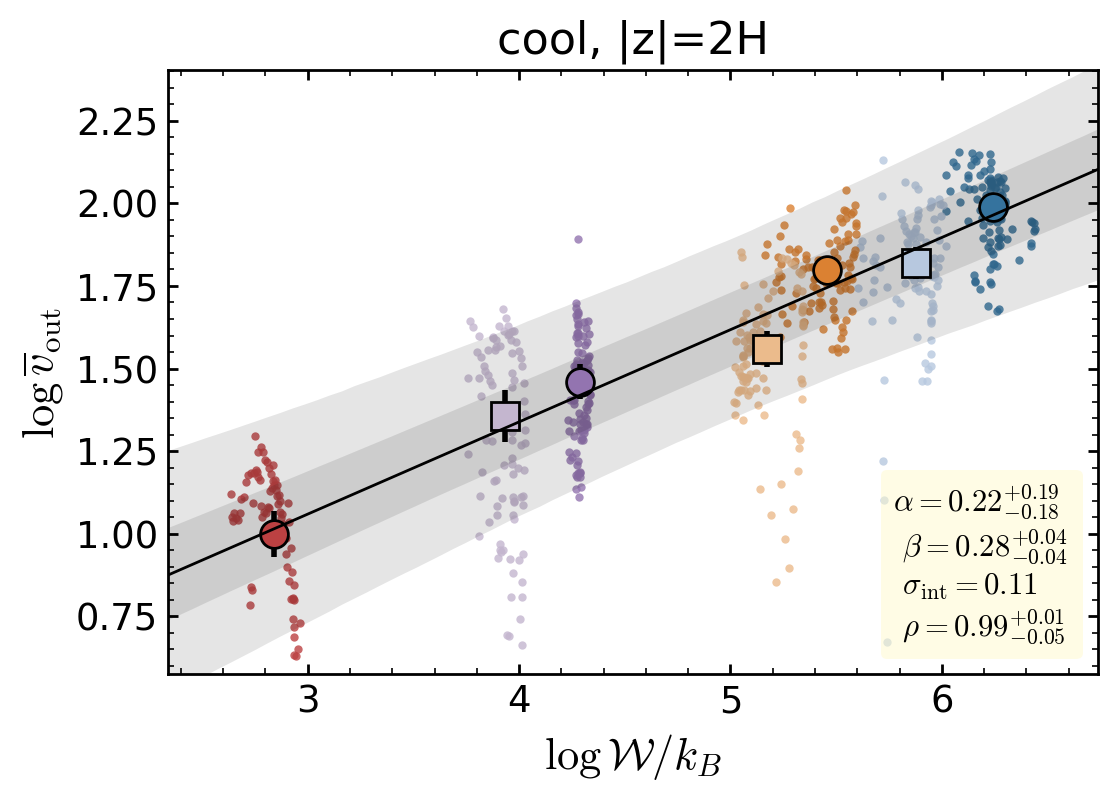 cool, |z|=2H
2.25
2.00
1.75
1.50
1.25
1.00
0.75
log v̅_out
α = 0.22^{+0.19}_{−0.18}
β = 0.28^{+0.04}_{−0.04}
σ_int = 0.11
ρ = 0.99^{+0.01}_{−0.05}
3 4 5 6
log 𝒲/k_B